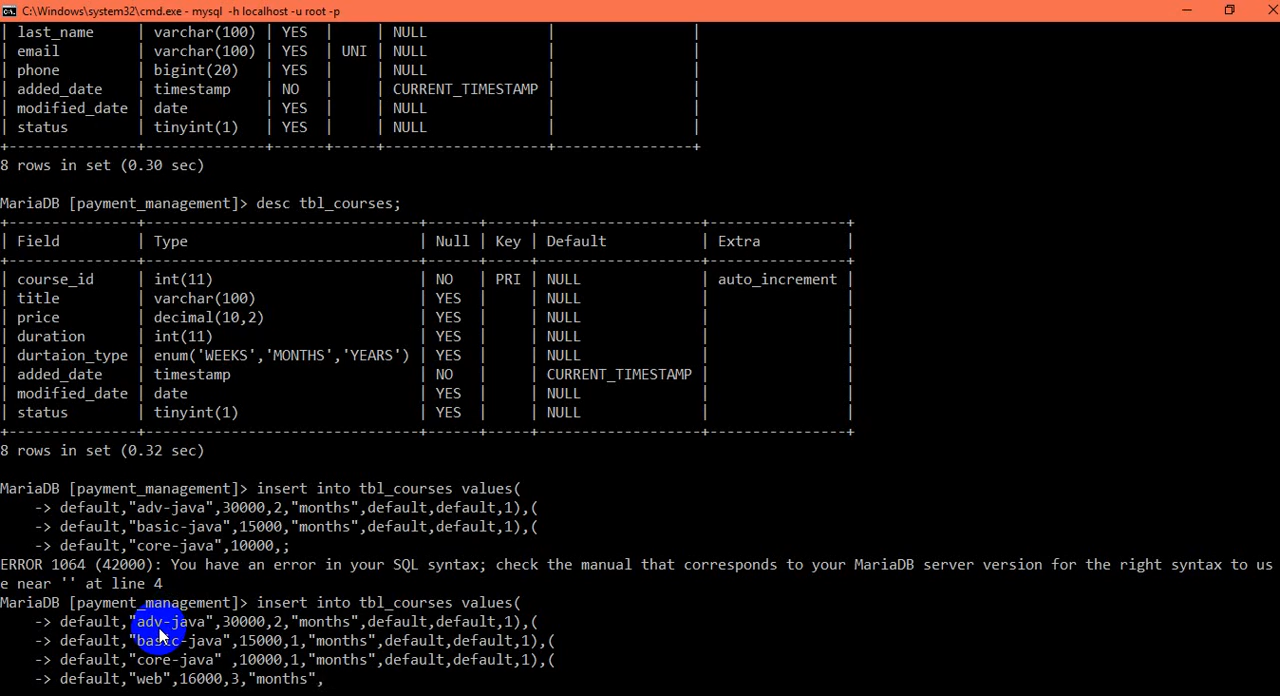 C:\Windows\system32\cmd.exe - mysql -h localhost -u root -p
| last_name | varchar(100) | YES | | NULL | |
| email | varchar(100) | YES | UNI | NULL | |
| phone | bigint(20) | YES | | NULL | |
| added_date | timestamp | NO | | CURRENT_TIMESTAMP | |
| modified_date | date | YES | | NULL | |
| status | tinyint(1) | YES | | NULL | |
+---------------+--------------+------+-----+-------------------+----------------+
8 rows in set (0.30 sec)
MariaDB [payment_management]> desc tbl_courses;
+---------------+--------------------------------+------+-----+-------------------+----------------+
| Field | Type | Null | Key | Default | Extra |
+---------------+--------------------------------+------+-----+-------------------+----------------+
| course_id | int(11) | NO | PRI | NULL | auto_increment |
| title | varchar(100) | YES | | NULL | |
| price | decimal(10,2) | YES | | NULL | |
| duration | int(11) | YES | | NULL | |
| durtaion_type | enum('WEEKS','MONTHS','YEARS') | YES | | NULL | |
| added_date | timestamp | NO | | CURRENT_TIMESTAMP | |
| modified_date | date | YES | | NULL | |
| status | tinyint(1) | YES | | NULL | |
+---------------+--------------------------------+------+-----+-------------------+----------------+
8 rows in set (0.32 sec)
MariaDB [payment_management]> insert into tbl_courses values(
-> default,"adv-java",30000,2,"months",default,default,1),(
-> default,"basic-java",15000,"months",default,default,1),(
-> default,"core-java",10000,;
ERROR 1064 (42000): You have an error in your SQL syntax; check the manual that corresponds to your MariaDB server version for the right syntax to us
e near '' at line 4
MariaDB [payment_management]> insert into tbl_courses values(
-> default,"adv-java",30000,2,"months",default,default,1),(
-> default,"basic-java",15000,1,"months",default,default,1),(
-> default,"core-java" ,10000,1,"months",default,default,1),(
-> default,"web",16000,3,"months",